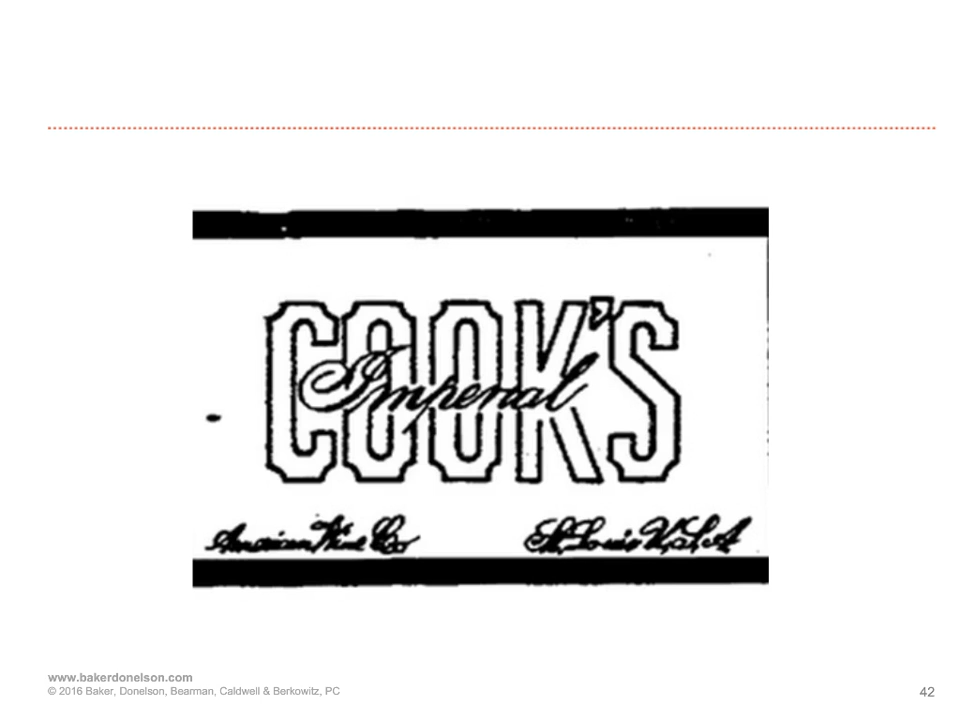 COOK'S
Imperial
American Wine Co St. Louis U.S.A
www.bakerdonelson.com
© 2016 Baker, Donelson, Bearman, Caldwell & Berkowitz, PC
42